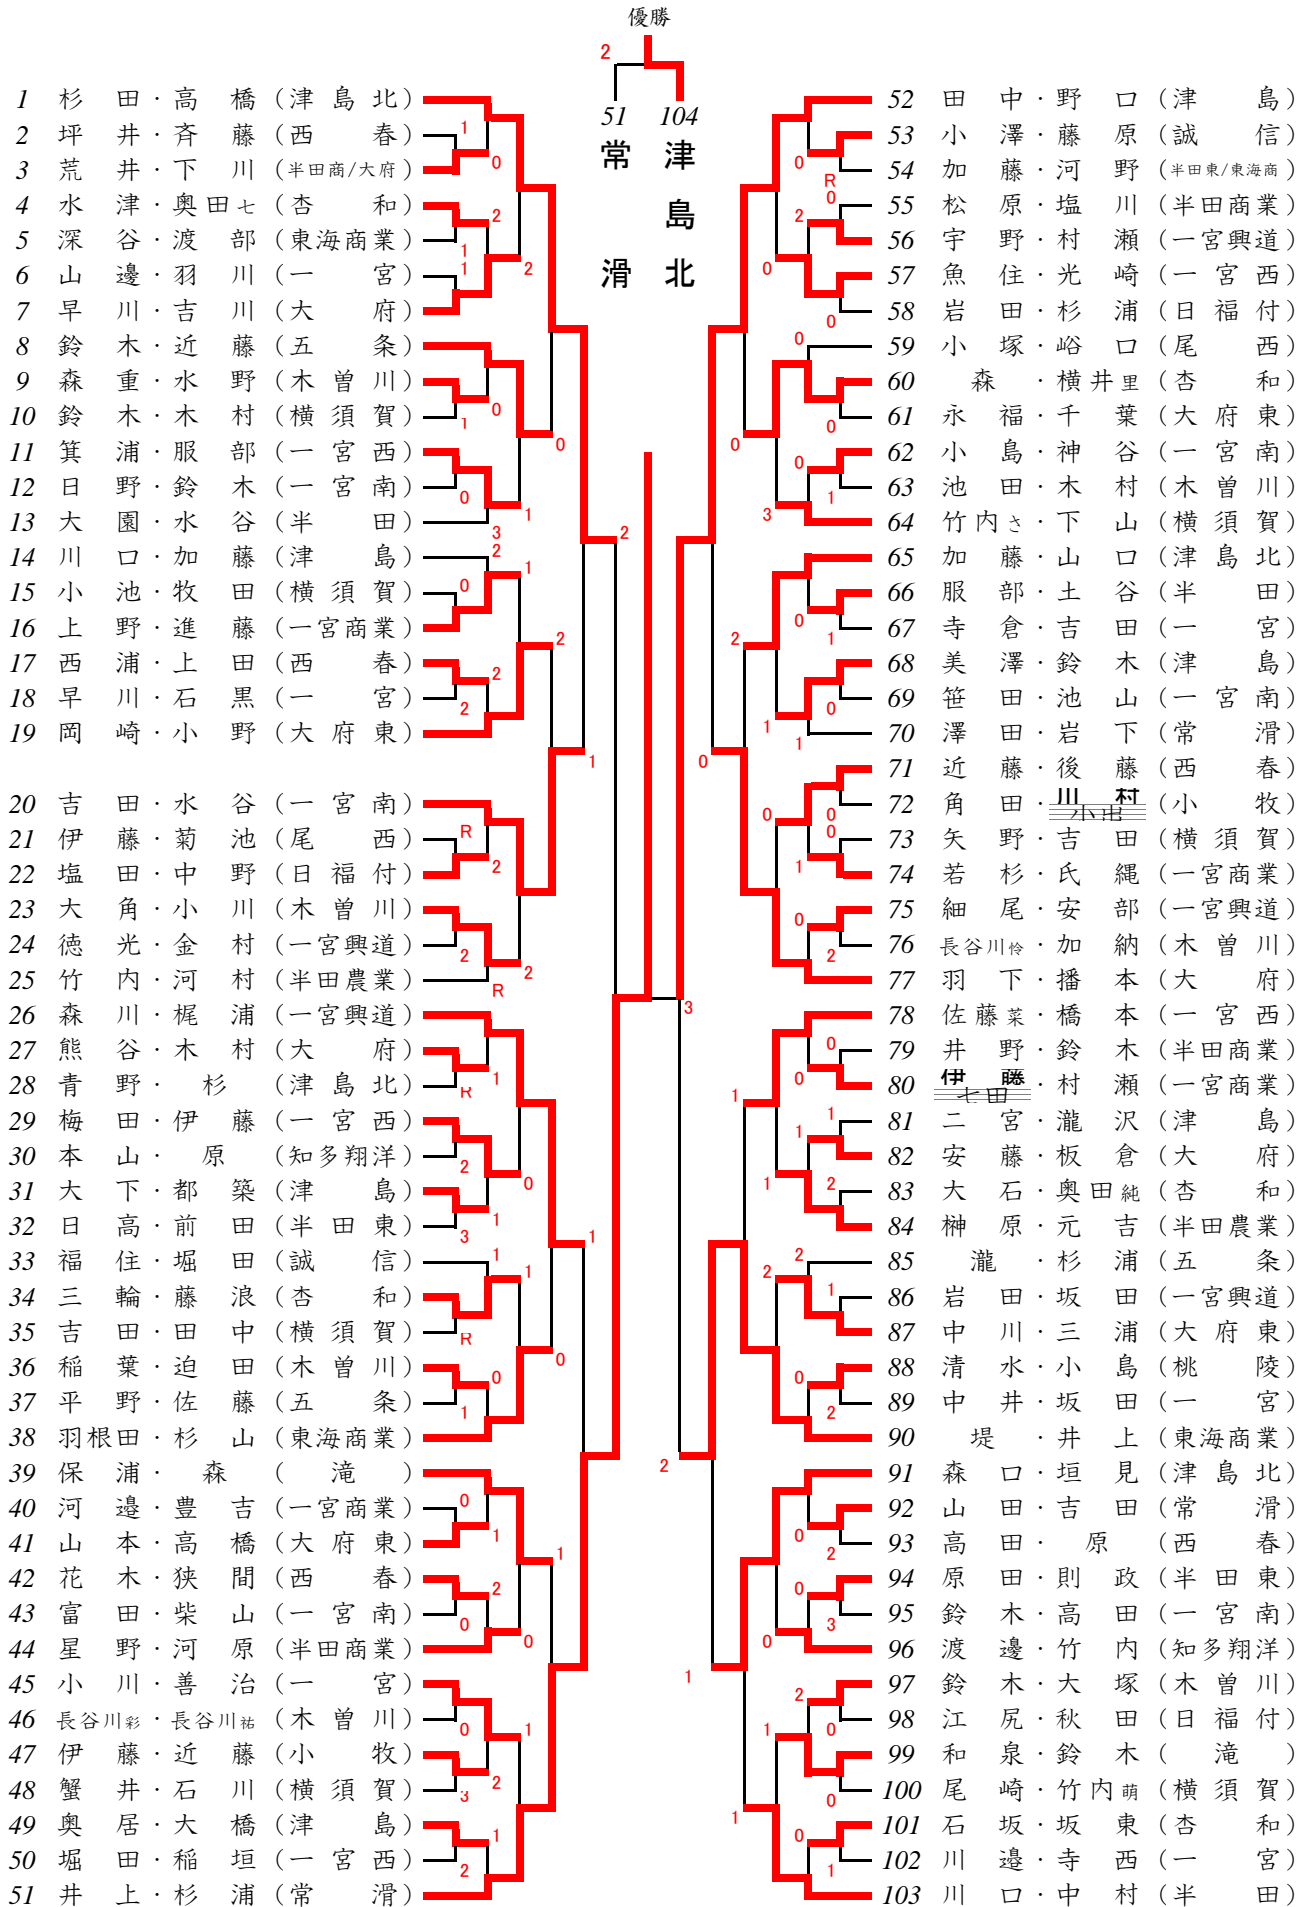 優勝
2
51 104
常滑 津島北
1 杉田・高橋（津島北）
2 坪井・斉藤（西春）
3 荒井・下川（半田商/大府）
4 水津・奥田七（杏和）
5 深谷・渡部（東海商業）
6 山邊・羽川（一宮）
7 早川・吉川（大府）
8 鈴木・近藤（五条）
9 森重・水野（木曽川）
10 鈴木・木村（横須賀）
11 箕浦・服部（一宮西）
12 日野・鈴木（一宮南）
13 大園・水谷（半田）
14 川口・加藤（津島）
15 小池・牧田（横須賀）
16 上野・進藤（一宮商業）
17 西浦・上田（西春）
18 早川・石黒（一宮）
19 岡崎・小野（大府東）
20 吉田・水谷（一宮南）
21 伊藤・菊池（尾西）
22 塩田・中野（日福付）
23 大角・小川（木曽川）
24 徳光・金村（一宮興道）
25 竹内・河村（半田農業）
26 森川・梶浦（一宮興道）
27 熊谷・木村（大府）
28 青野・杉（津島北）
29 梅田・伊藤（一宮西）
30 本山・原（知多翔洋）
31 大下・都築（津島）
32 日高・前田（半田東）
33 福住・堀田（誠信）
34 三輪・藤浪（杏和）
35 吉田・田中（横須賀）
36 稲葉・迫田（木曽川）
37 平野・佐藤（五条）
38 羽根田・杉山（東海商業）
39 保浦・森（滝）
40 河邉・豊吉（一宮商業）
41 山本・高橋（大府東）
42 花木・狭間（西春）
43 富田・柴山（一宮南）
44 星野・河原（半田商業）
45 小川・善治（一宮）
46 長谷川彩・長谷川祐（木曽川）
47 伊藤・近藤（小牧）
48 蟹井・石川（横須賀）
49 奥居・大橋（津島）
50 堀田・稲垣（一宮西）
51 井上・杉浦（常滑）
52 田中・野口（津島）
53 小澤・藤原（誠信）
54 加藤・河野（半田東/東海商）
55 松原・塩川（半田商業）
56 宇野・村瀬（一宮興道）
57 魚住・光崎（一宮西）
58 岩田・杉浦（日福付）
59 小塚・峪口（尾西）
60 森・横井里（杏和）
61 永福・千葉（大府東）
62 小島・神谷（一宮南）
63 池田・木村（木曽川）
64 竹内さ・下山（横須賀）
65 加藤・山口（津島北）
66 服部・土谷（半田）
67 寺倉・吉田（一宮）
68 美澤・鈴木（津島）
69 笹田・池山（一宮南）
70 澤田・岩下（常滑）
71 近藤・後藤（西春）
72 角田・川村（小牧）
73 矢野・吉田（横須賀）
74 若杉・氏縄（一宮商業）
75 細尾・安部（一宮興道）
76 長谷川怜・加納（木曽川）
77 羽下・播本（大府）
78 佐藤菜・橋本（一宮西）
79 井野・鈴木（半田商業）
80 伊藤・村瀬（一宮商業）
81 二宮・瀧沢（津島）
82 安藤・板倉（大府）
83 大石・奥田純（杏和）
84 榊原・元吉（半田農業）
85 瀧・杉浦（五条）
86 岩田・坂田（一宮興道）
87 中川・三浦（大府東）
88 清水・小島（桃陵）
89 中井・坂田（一宮）
90 堤・井上（東海商業）
91 森口・垣見（津島北）
92 山田・吉田（常滑）
93 高田・原（西春）
94 原田・則政（半田東）
95 鈴木・高田（一宮南）
96 渡邊・竹内（知多翔洋）
97 鈴木・大塚（木曽川）
98 江尻・秋田（日福付）
99 和泉・鈴木（滝）
100 尾崎・竹内萌（横須賀）
101 石坂・坂東（杏和）
102 川邉・寺西（一宮）
103 川口・中村（半田）